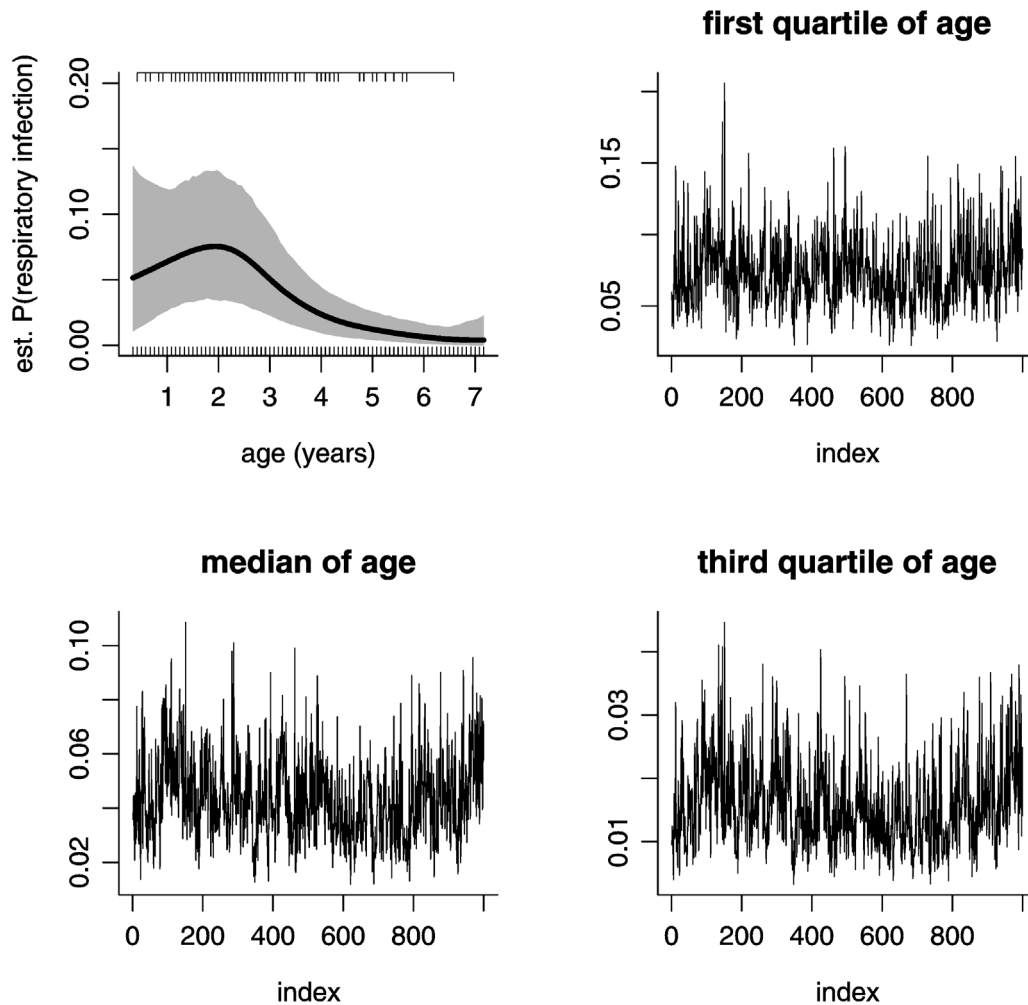 est. P(respiratory infection)
0.20
0.10
0.00
1 2 3 4 5 6 7
age (years)
first quartile of age
0.15
0.05
0 200 400 600 800
index
median of age
0.10
0.06
0.02
0 200 400 600 800
index
third quartile of age
0.03
0.01
0 200 400 600 800
index